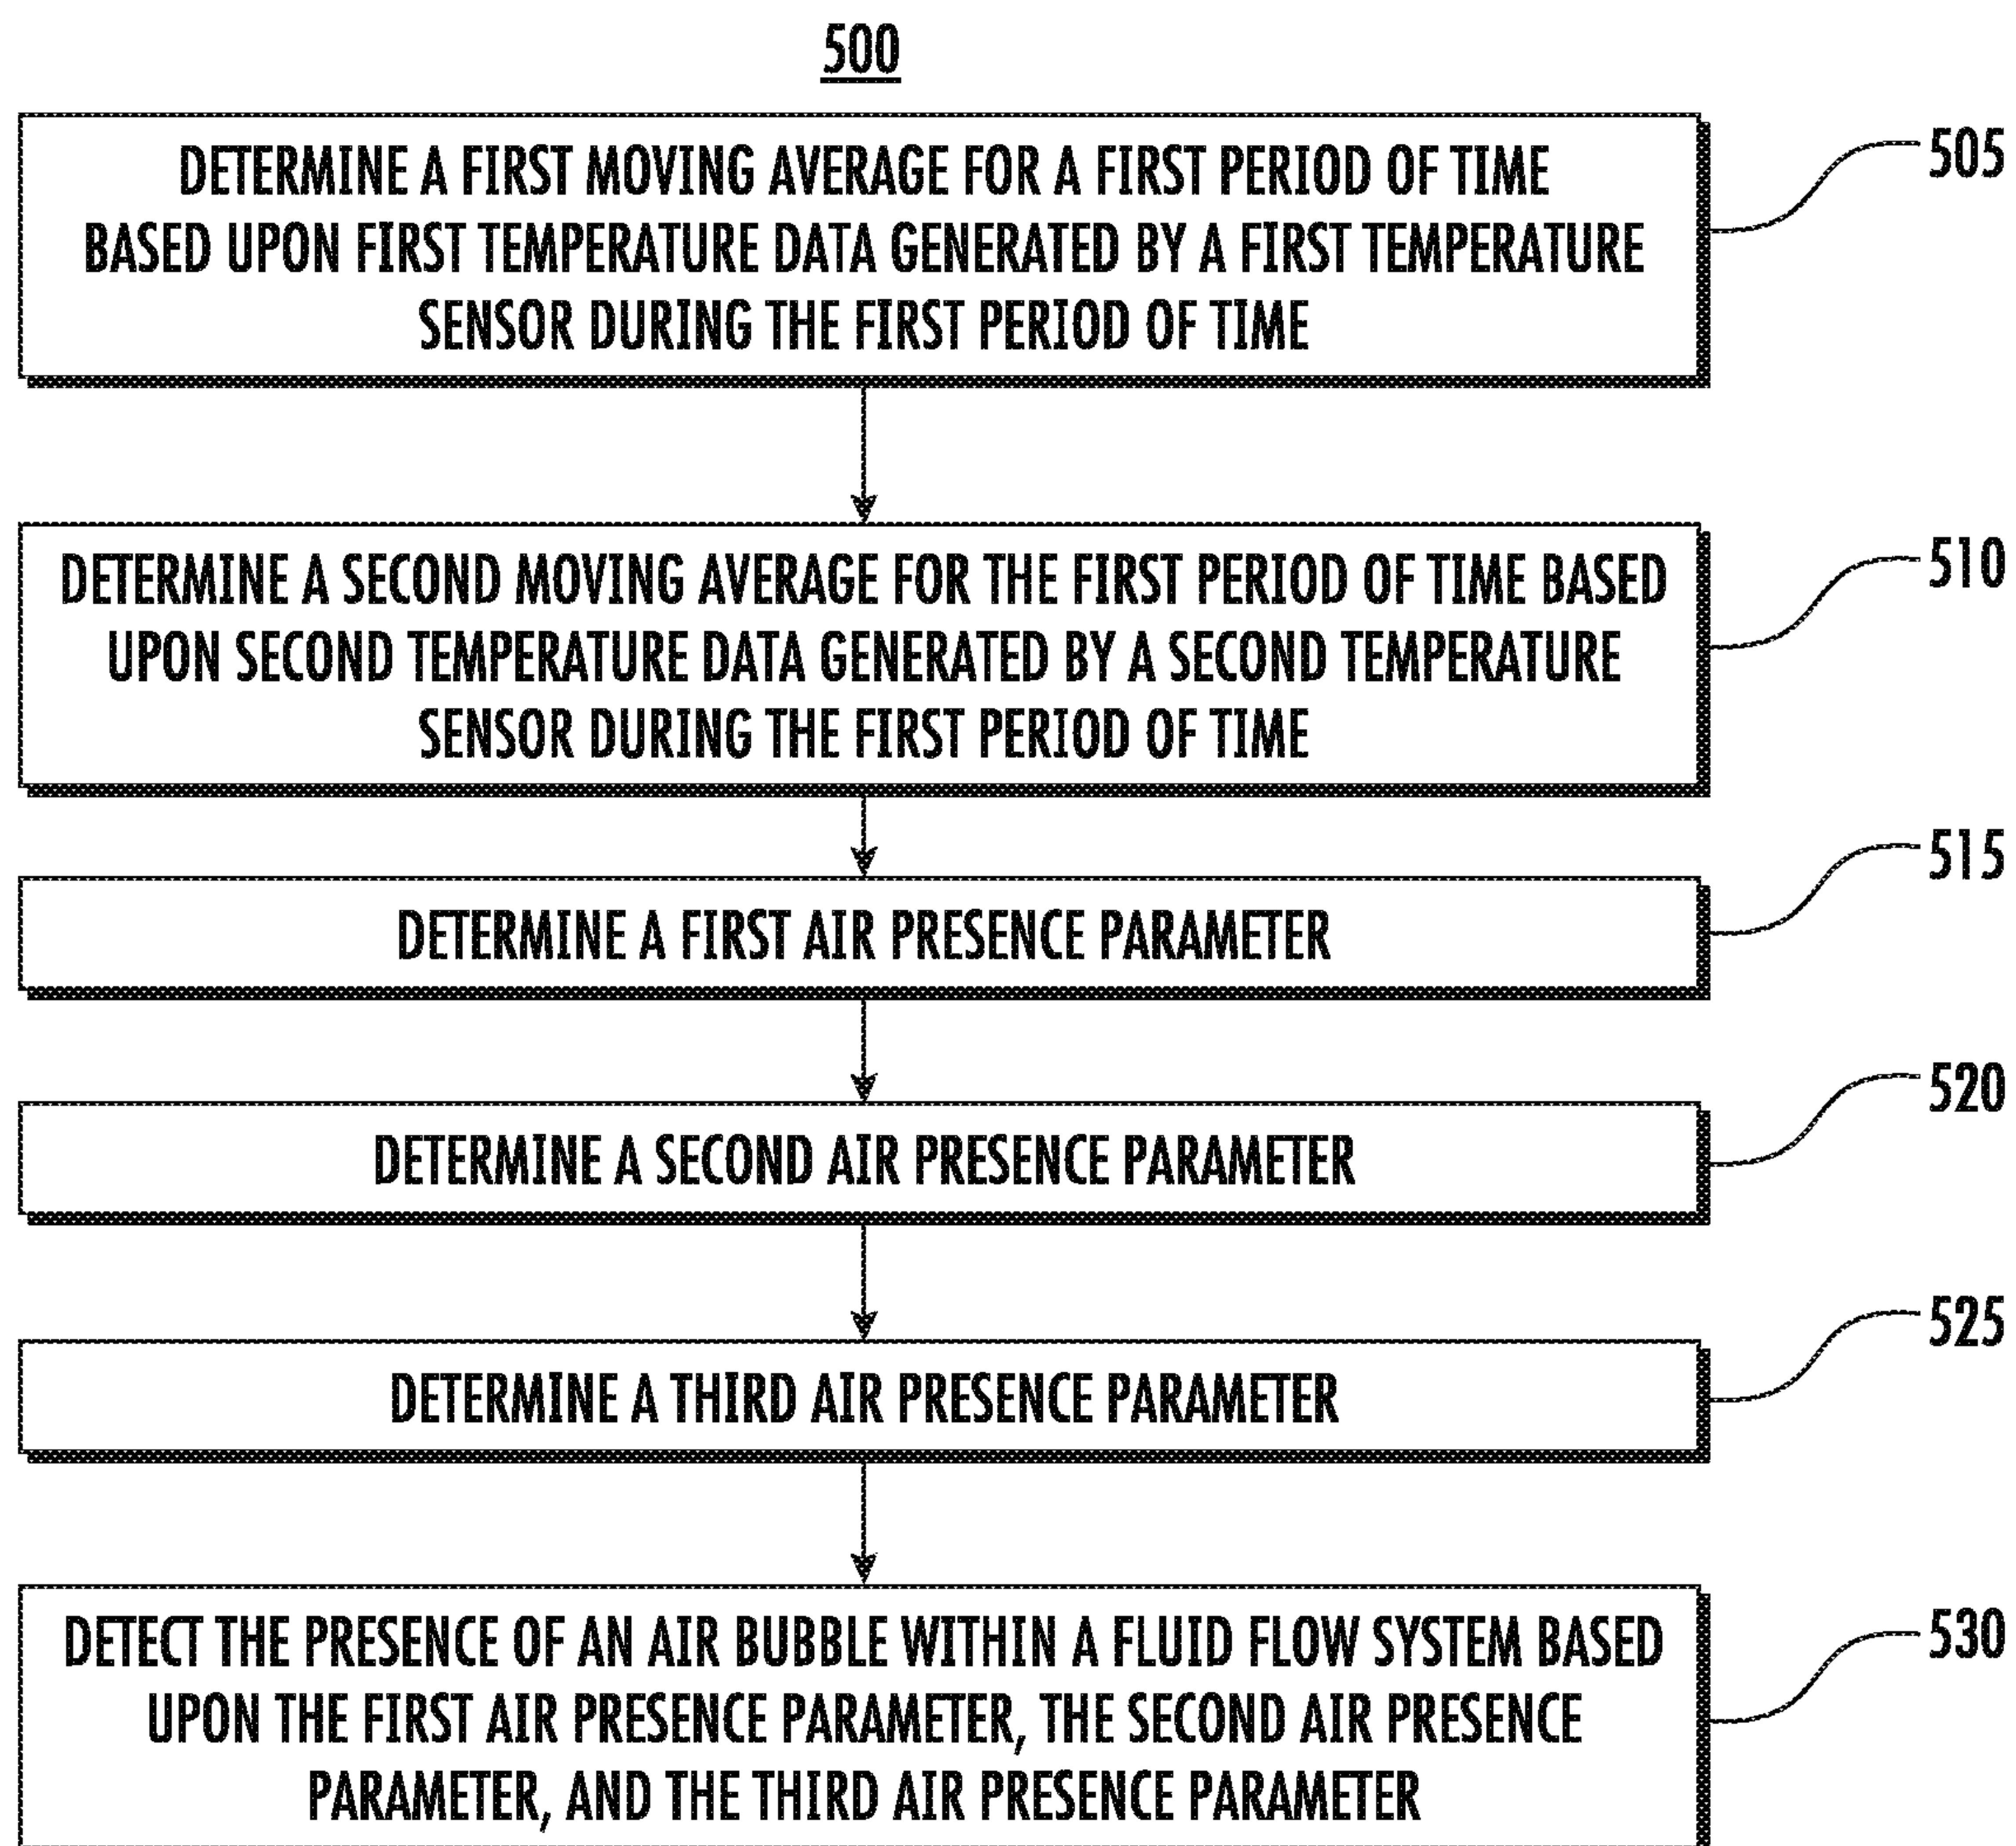 500
DETERMINE A FIRST MOVING AVERAGE FOR A FIRST PERIOD OF TIME
BASED UPON FIRST TEMPERATURE DATA GENERATED BY A FIRST TEMPERATURE
SENSOR DURING THE FIRST PERIOD OF TIME
505
DETERMINE A SECOND MOVING AVERAGE FOR THE FIRST PERIOD OF TIME BASED
UPON SECOND TEMPERATURE DATA GENERATED BY A SECOND TEMPERATURE
SENSOR DURING THE FIRST PERIOD OF TIME
510
DETERMINE A FIRST AIR PRESENCE PARAMETER
515
DETERMINE A SECOND AIR PRESENCE PARAMETER
520
DETERMINE A THIRD AIR PRESENCE PARAMETER
525
DETECT THE PRESENCE OF AN AIR BUBBLE WITHIN A FLUID FLOW SYSTEM BASED
UPON THE FIRST AIR PRESENCE PARAMETER, THE SECOND AIR PRESENCE
PARAMETER, AND THE THIRD AIR PRESENCE PARAMETER
530